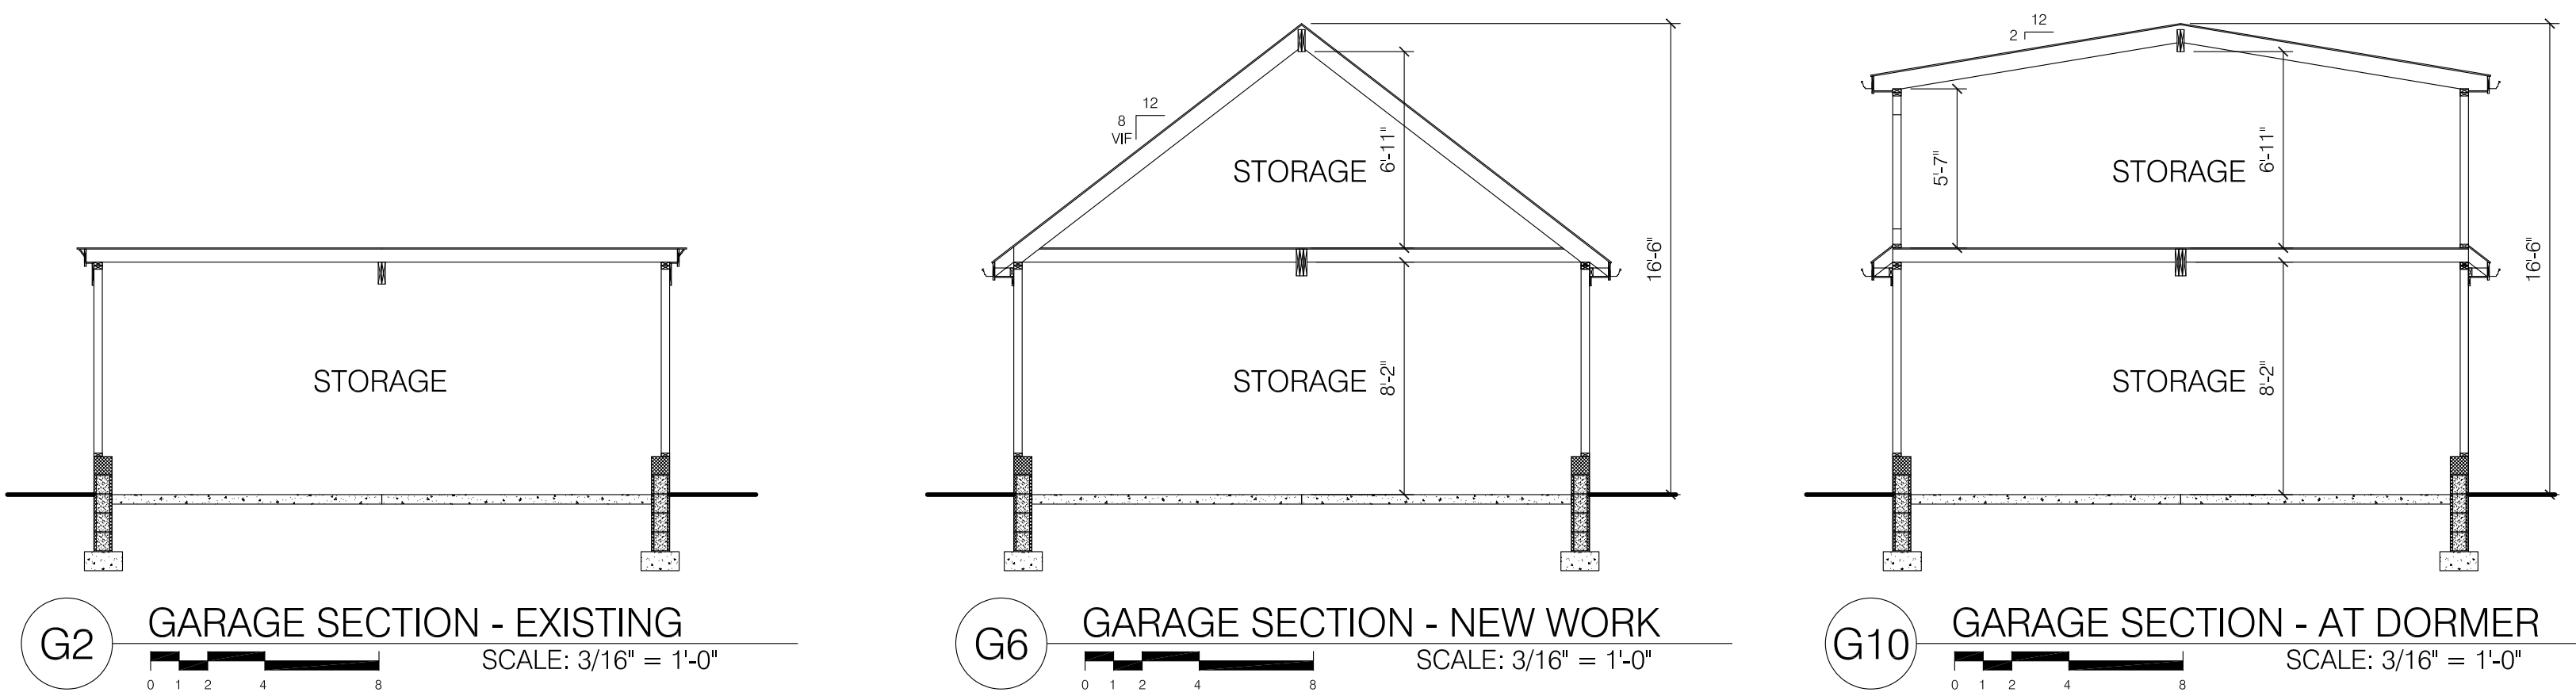 STORAGE
G2
GARAGE SECTION - EXISTING
SCALE: 3/16" = 1'-0"
0 1 2 4 8
12
8
VIF
STORAGE
6'-11"
16'-6"
STORAGE
8'-2"
G6
GARAGE SECTION - NEW WORK
SCALE: 3/16" = 1'-0"
0 1 2 4 8
12
2
5'-7"
STORAGE
6'-11"
16'-6"
STORAGE
8'-2"
G10
GARAGE SECTION - AT DORMER
SCALE: 3/16" = 1'-0"
0 1 2 4 8